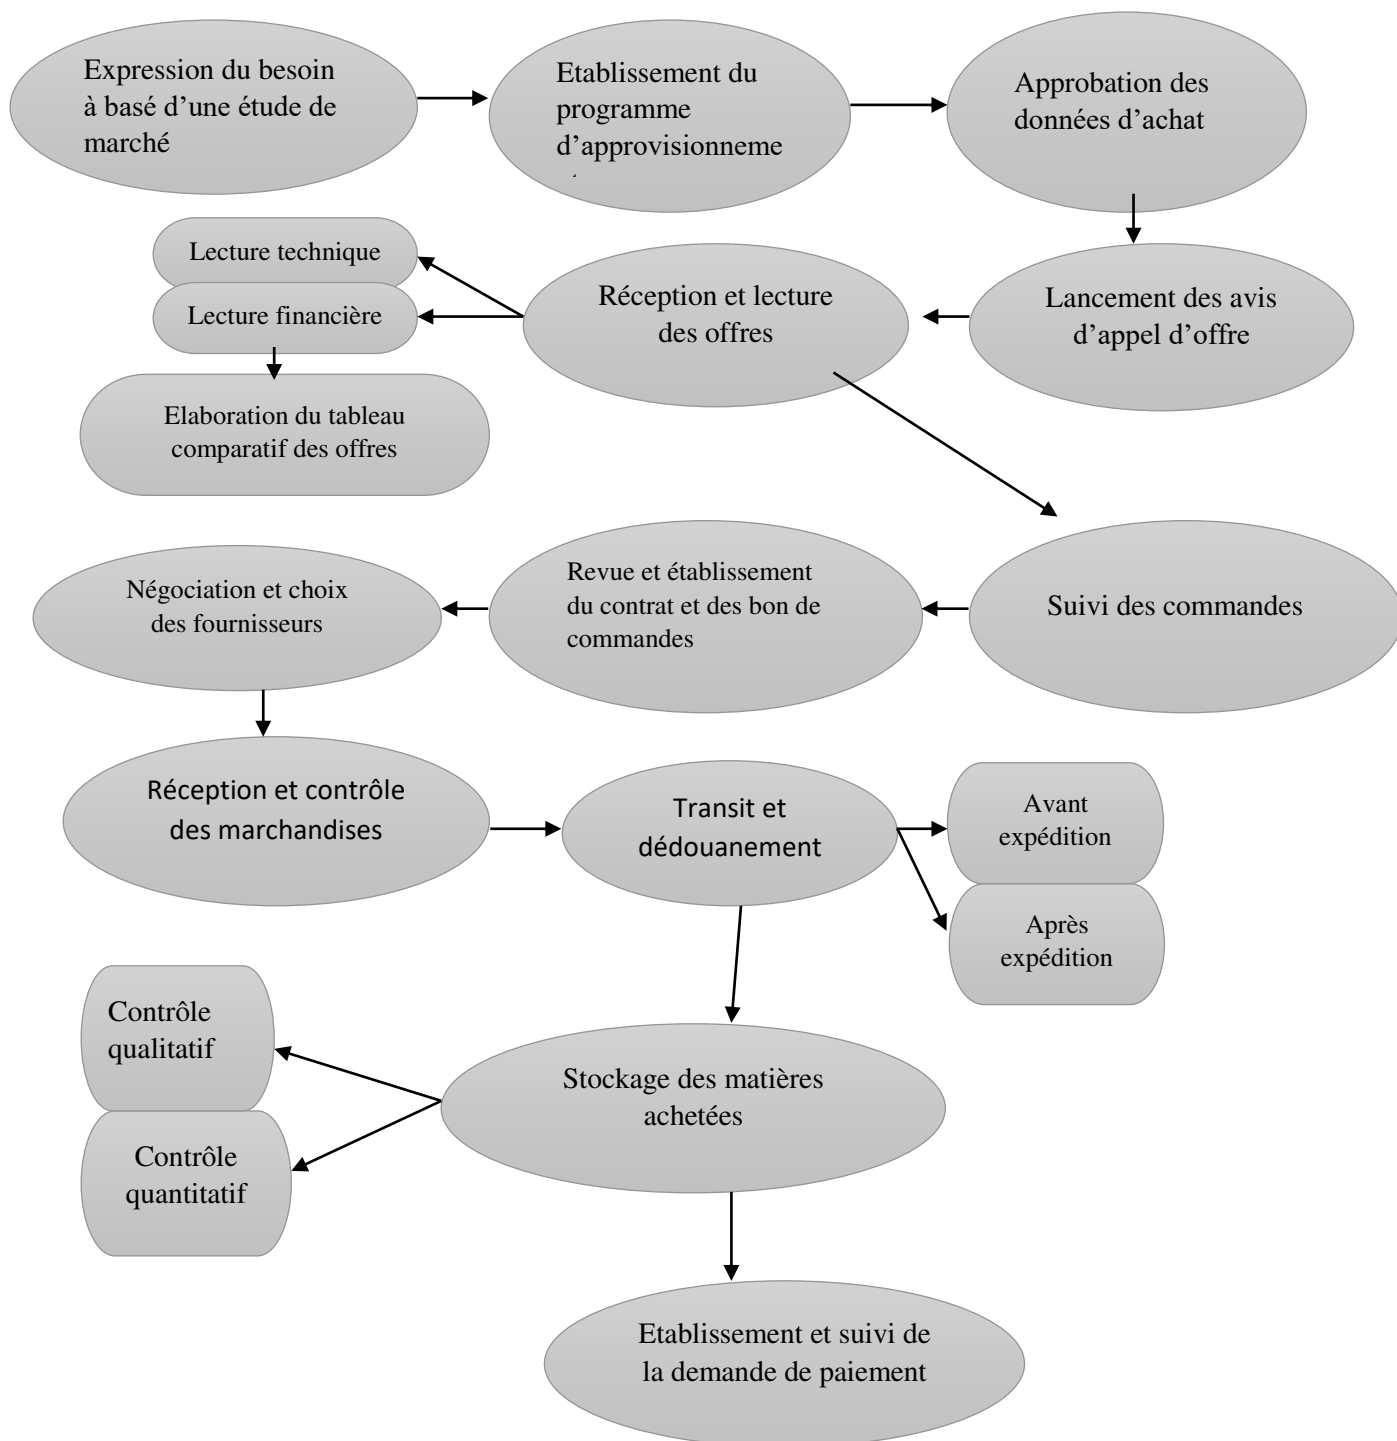 Expression du besoin
à basé d’une étude de
marché
Etablissement du
programme
d’approvisionneme
Approbation des
données d’achat
Lecture technique
Lecture financière
Réception et lecture
des offres
Lancement des avis
d’appel d’offre
Elaboration du tableau
comparatif des offres
Négociation et choix
des fournisseurs
Revue et établissement
du contrat et des bon de
commandes
Suivi des commandes
Réception et contrôle
des marchandises
Transit et
dédouanement
Avant
expédition
Après
expédition
Contrôle
qualitatif
Stockage des matières
achetées
Contrôle
quantitatif
Etablissement et suivi de
la demande de paiement